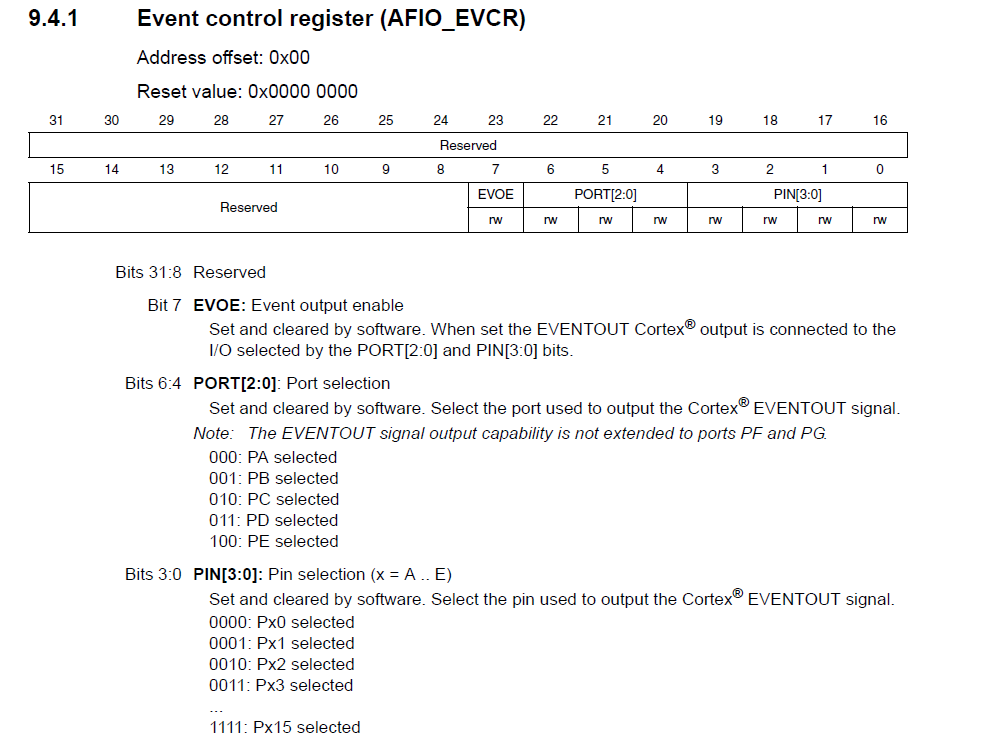 9.4.1 Event control register (AFIO_EVCR)
Address offset: 0x00
Reset value: 0x0000 0000
31 30 29 28 27 26 25 24 23 22 21 20 19 18 17 16
Reserved
15 14 13 12 11 10 9 8 7 6 5 4 3 2 1 0
Reserved EVOE PORT[2:0] PIN[3:0]
rw rw rw rw rw rw rw rw
Bits 31:8 Reserved
Bit 7 EVOE: Event output enable
Set and cleared by software. When set the EVENTOUT Cortex® output is connected to the
I/O selected by the PORT[2:0] and PIN[3:0] bits.
Bits 6:4 PORT[2:0]: Port selection
Set and cleared by software. Select the port used to output the Cortex® EVENTOUT signal.
Note: The EVENTOUT signal output capability is not extended to ports PF and PG.
000: PA selected
001: PB selected
010: PC selected
011: PD selected
100: PE selected
Bits 3:0 PIN[3:0]: Pin selection (x = A .. E)
Set and cleared by software. Select the pin used to output the Cortex® EVENTOUT signal.
0000: Px0 selected
0001: Px1 selected
0010: Px2 selected
0011: Px3 selected
...
1111: Px15 selected